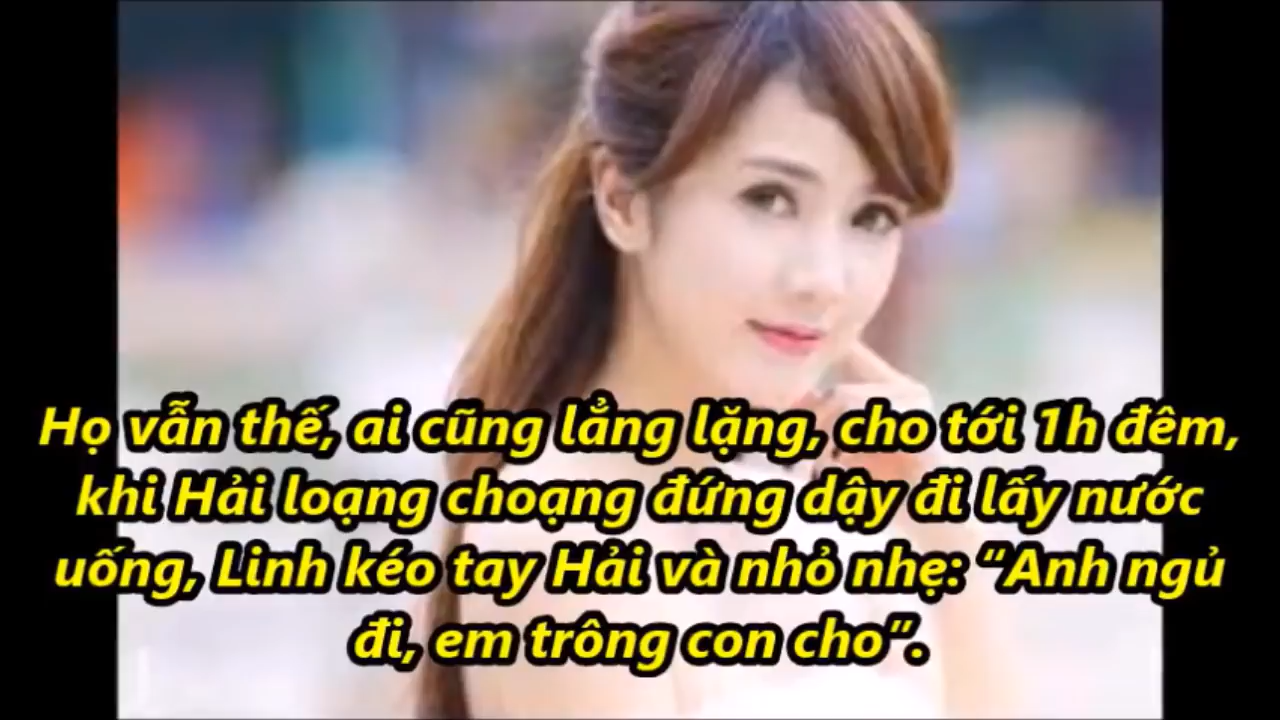 Họ vẫn thế, ai cũng lẳng lặng, cho tới 1h đêm,
khi Hải loạng choạng đứng dậy đi lấy nước
uống, Linh kéo tay Hải và nhỏ nhẹ: “Anh ngủ
đi, em trông con cho”.